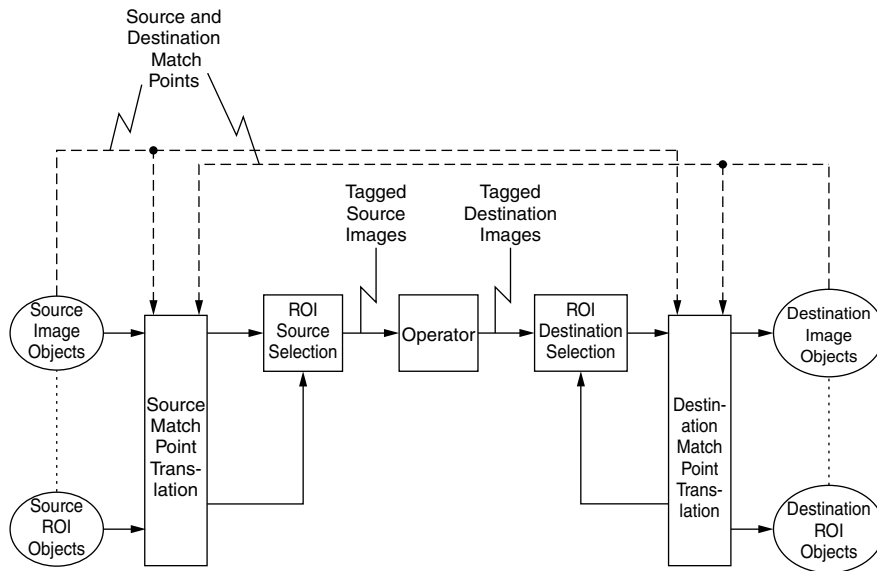 Source and
Destination
Match
Points
Tagged
Source
Images
Tagged
Destination
Images
Source
Image
Objects
ROI
Source
Selection
Operator
ROI
Destination
Selection
Destination
Image
Objects
Source
Match
Point
Trans-
lation
Destin-
ation
Match
Point
Trans-
lation
Source
ROI
Objects
Destination
ROI
Objects